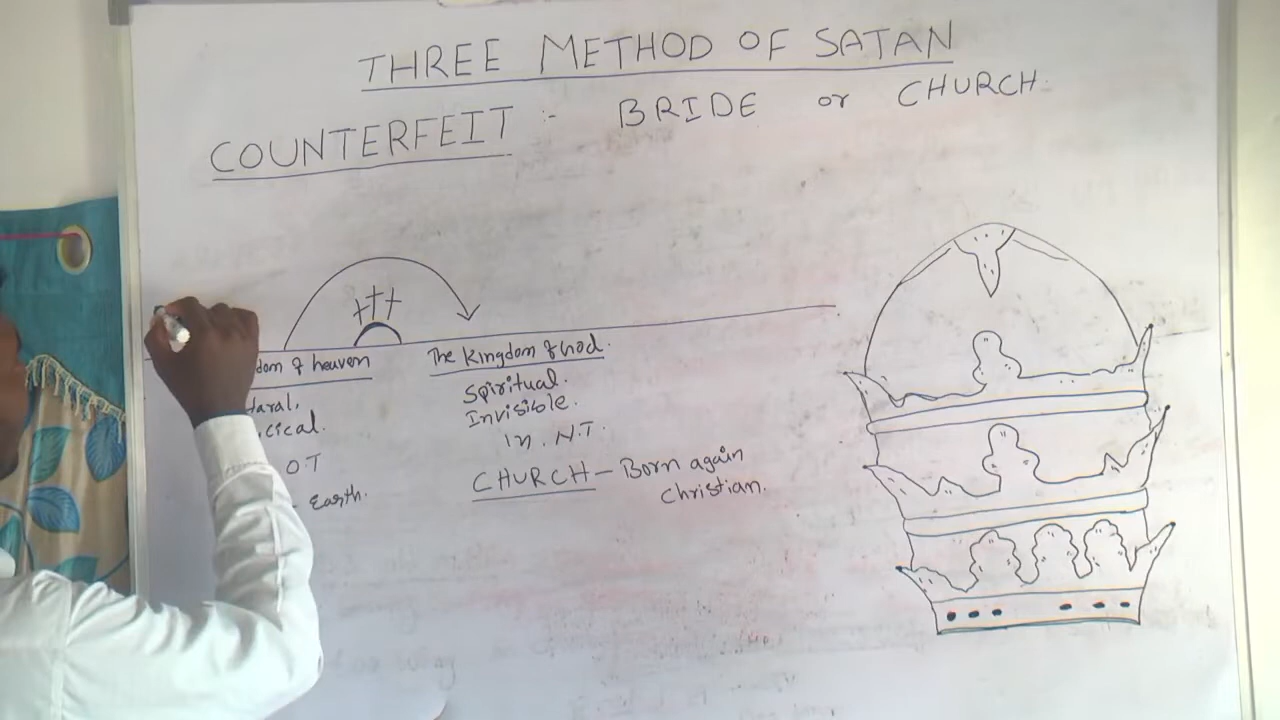 THREE METHOD OF SATAN
COUNTERFEIT :- BRIDE or CHURCH.
dom of heaven
The Kingdom of God.
Spiritual.
Invisible.
In. N.T.
CHURCH – Born again
Christian.
O.T
- Earth.